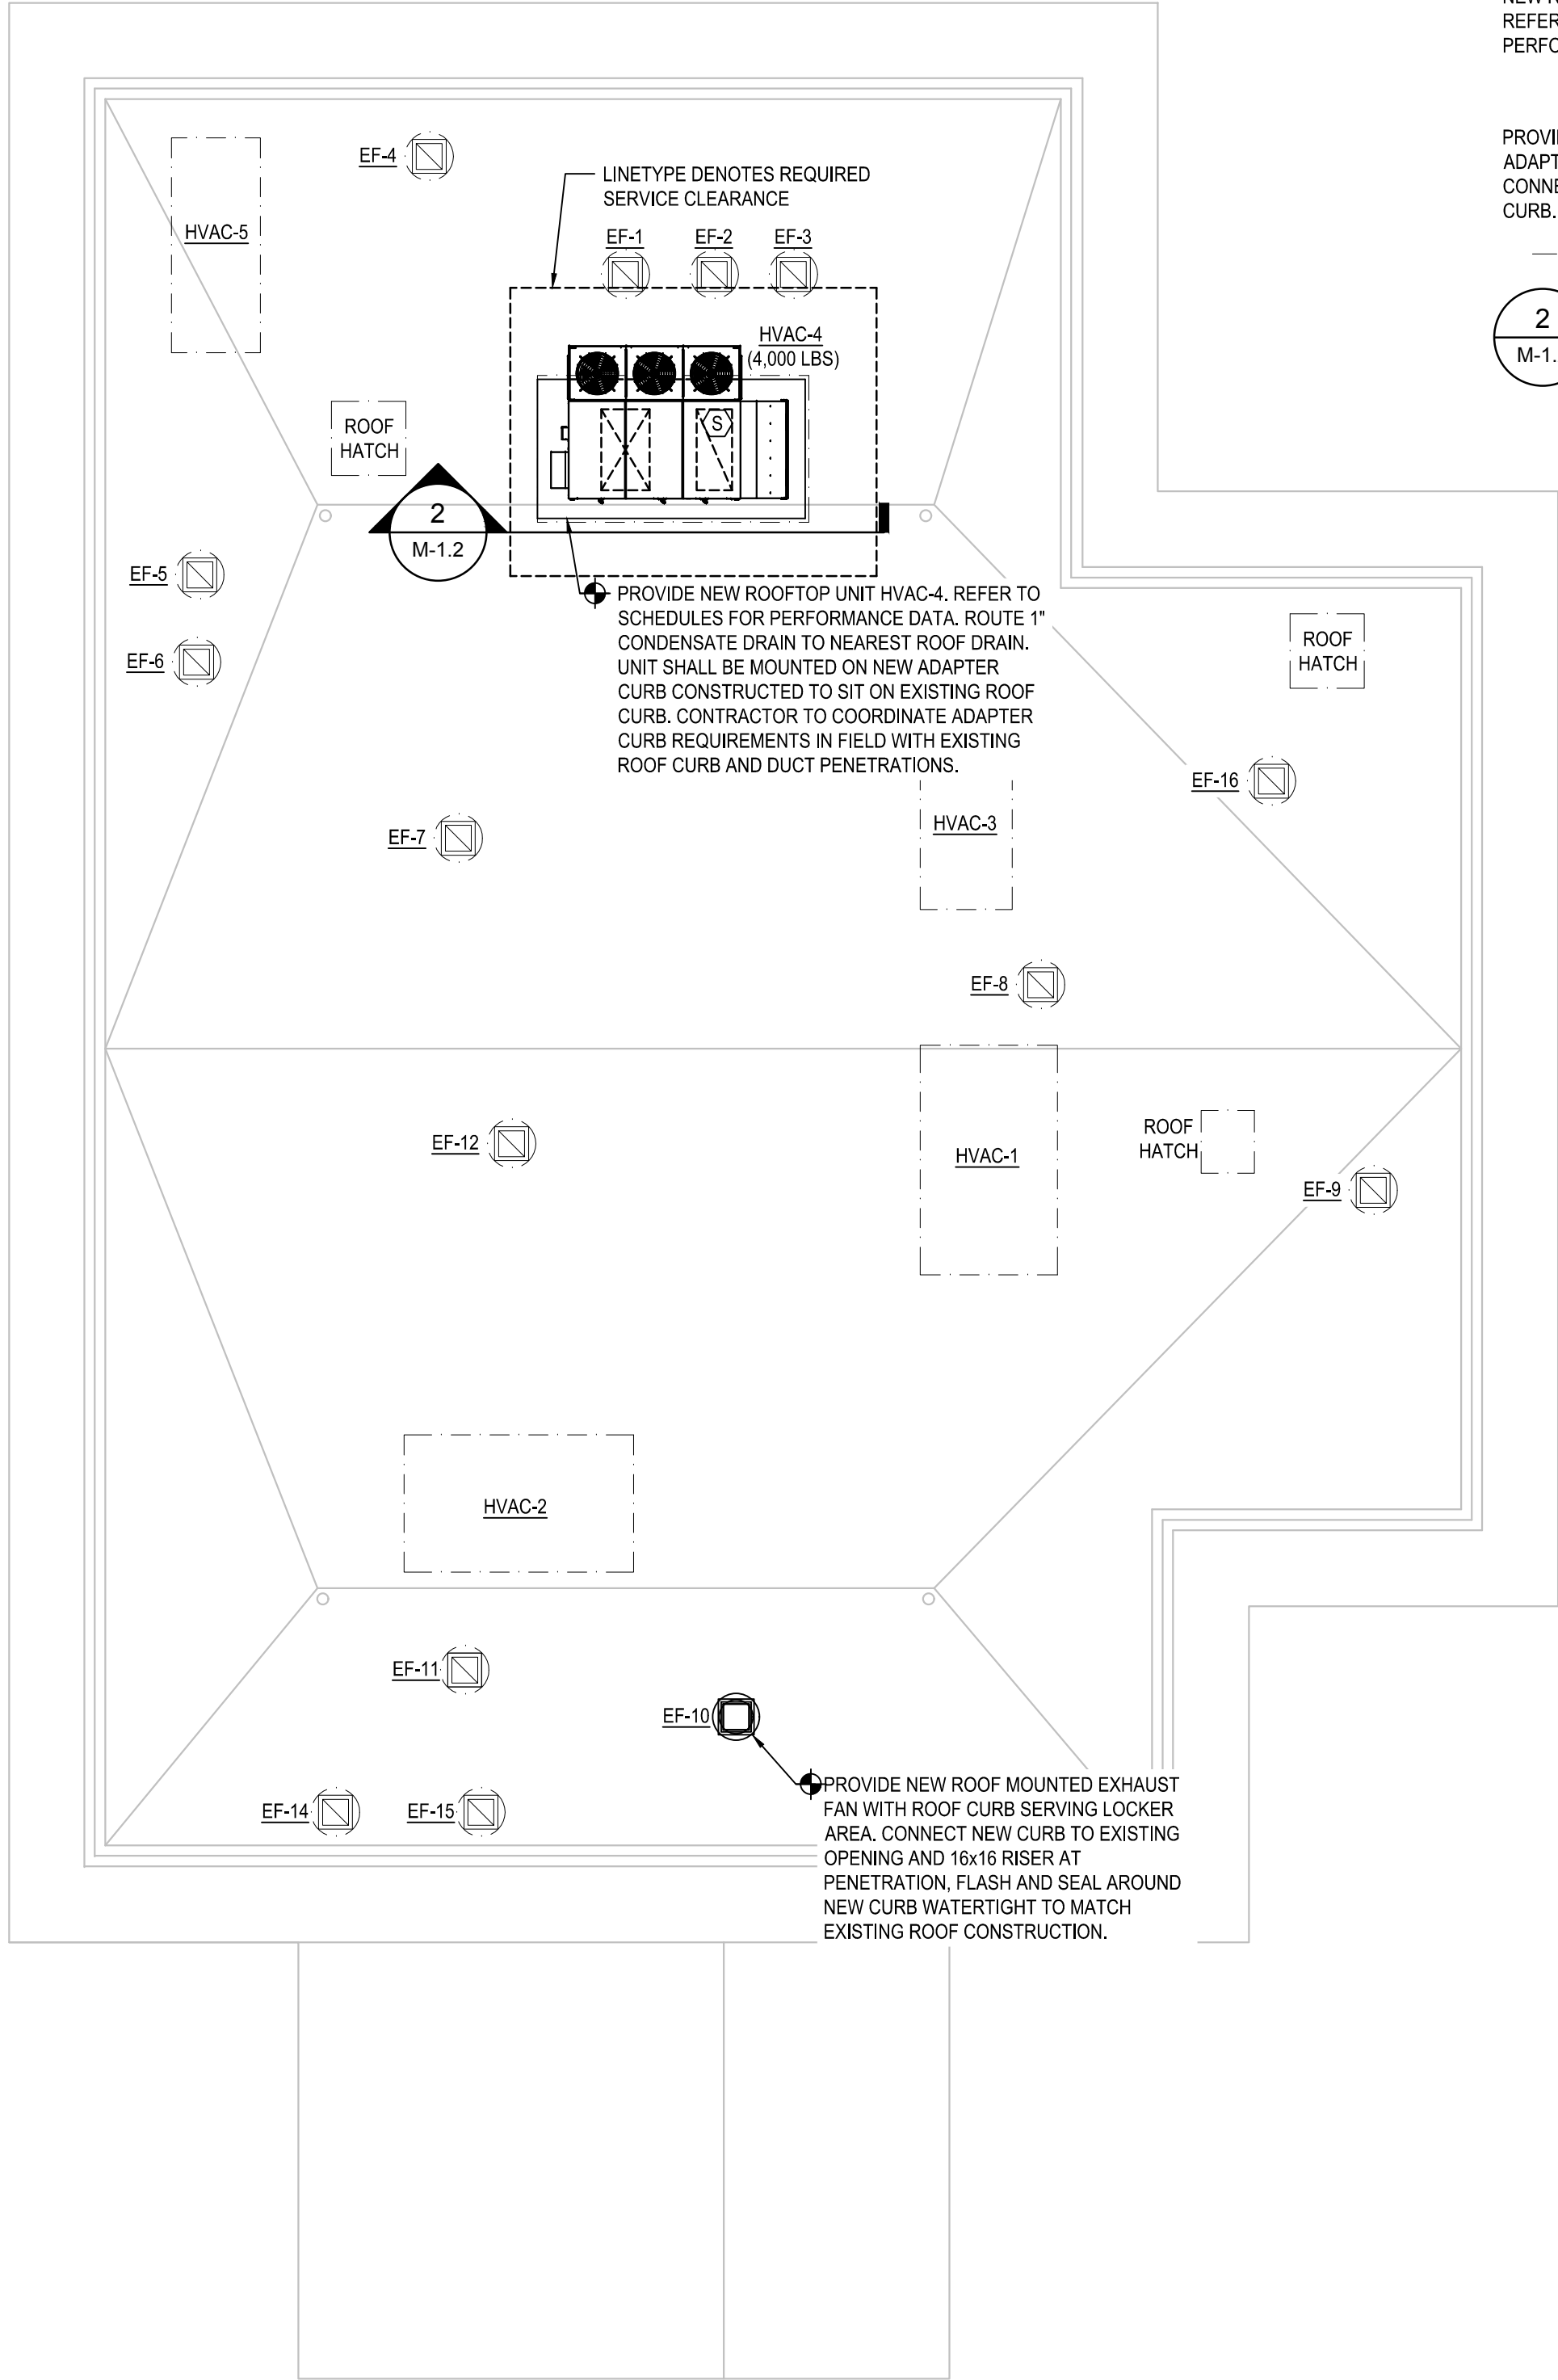 REFER
PERFO
PROVI
ADAPT
CONNE
CURB.
2
M-1.
EF-4
LINETYPE DENOTES REQUIRED
SERVICE CLEARANCE
HVAC-5
EF-1
EF-2
EF-3
HVAC-4
(4,000 LBS)
S
ROOF
HATCH
2
M-1.2
EF-5
EF-6
PROVIDE NEW ROOFTOP UNIT HVAC-4. REFER TO
SCHEDULES FOR PERFORMANCE DATA. ROUTE 1"
CONDENSATE DRAIN TO NEAREST ROOF DRAIN.
UNIT SHALL BE MOUNTED ON NEW ADAPTER
CURB CONSTRUCTED TO SIT ON EXISTING ROOF
CURB. CONTRACTOR TO COORDINATE ADAPTER
CURB REQUIREMENTS IN FIELD WITH EXISTING
ROOF CURB AND DUCT PENETRATIONS.
ROOF
HATCH
EF-16
EF-7
HVAC-3
EF-8
EF-12
HVAC-1
ROOF
HATCH
EF-9
HVAC-2
EF-11
EF-10
EF-14
EF-15
PROVIDE NEW ROOF MOUNTED EXHAUST
FAN WITH ROOF CURB SERVING LOCKER
AREA. CONNECT NEW CURB TO EXISTING
OPENING AND 16x16 RISER AT
PENETRATION, FLASH AND SEAL AROUND
NEW CURB WATERTIGHT TO MATCH
EXISTING ROOF CONSTRUCTION.